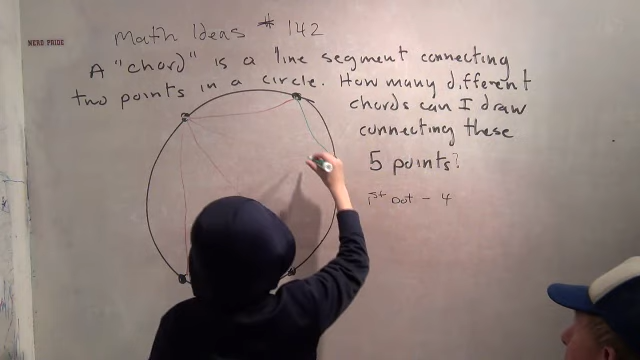 NERD PRIDE
Math Ideas # 142
A "chord" is a line segment connecting
two points in a circle. How many different
chords can I draw
connecting these
5 points?
1st Dot - 4